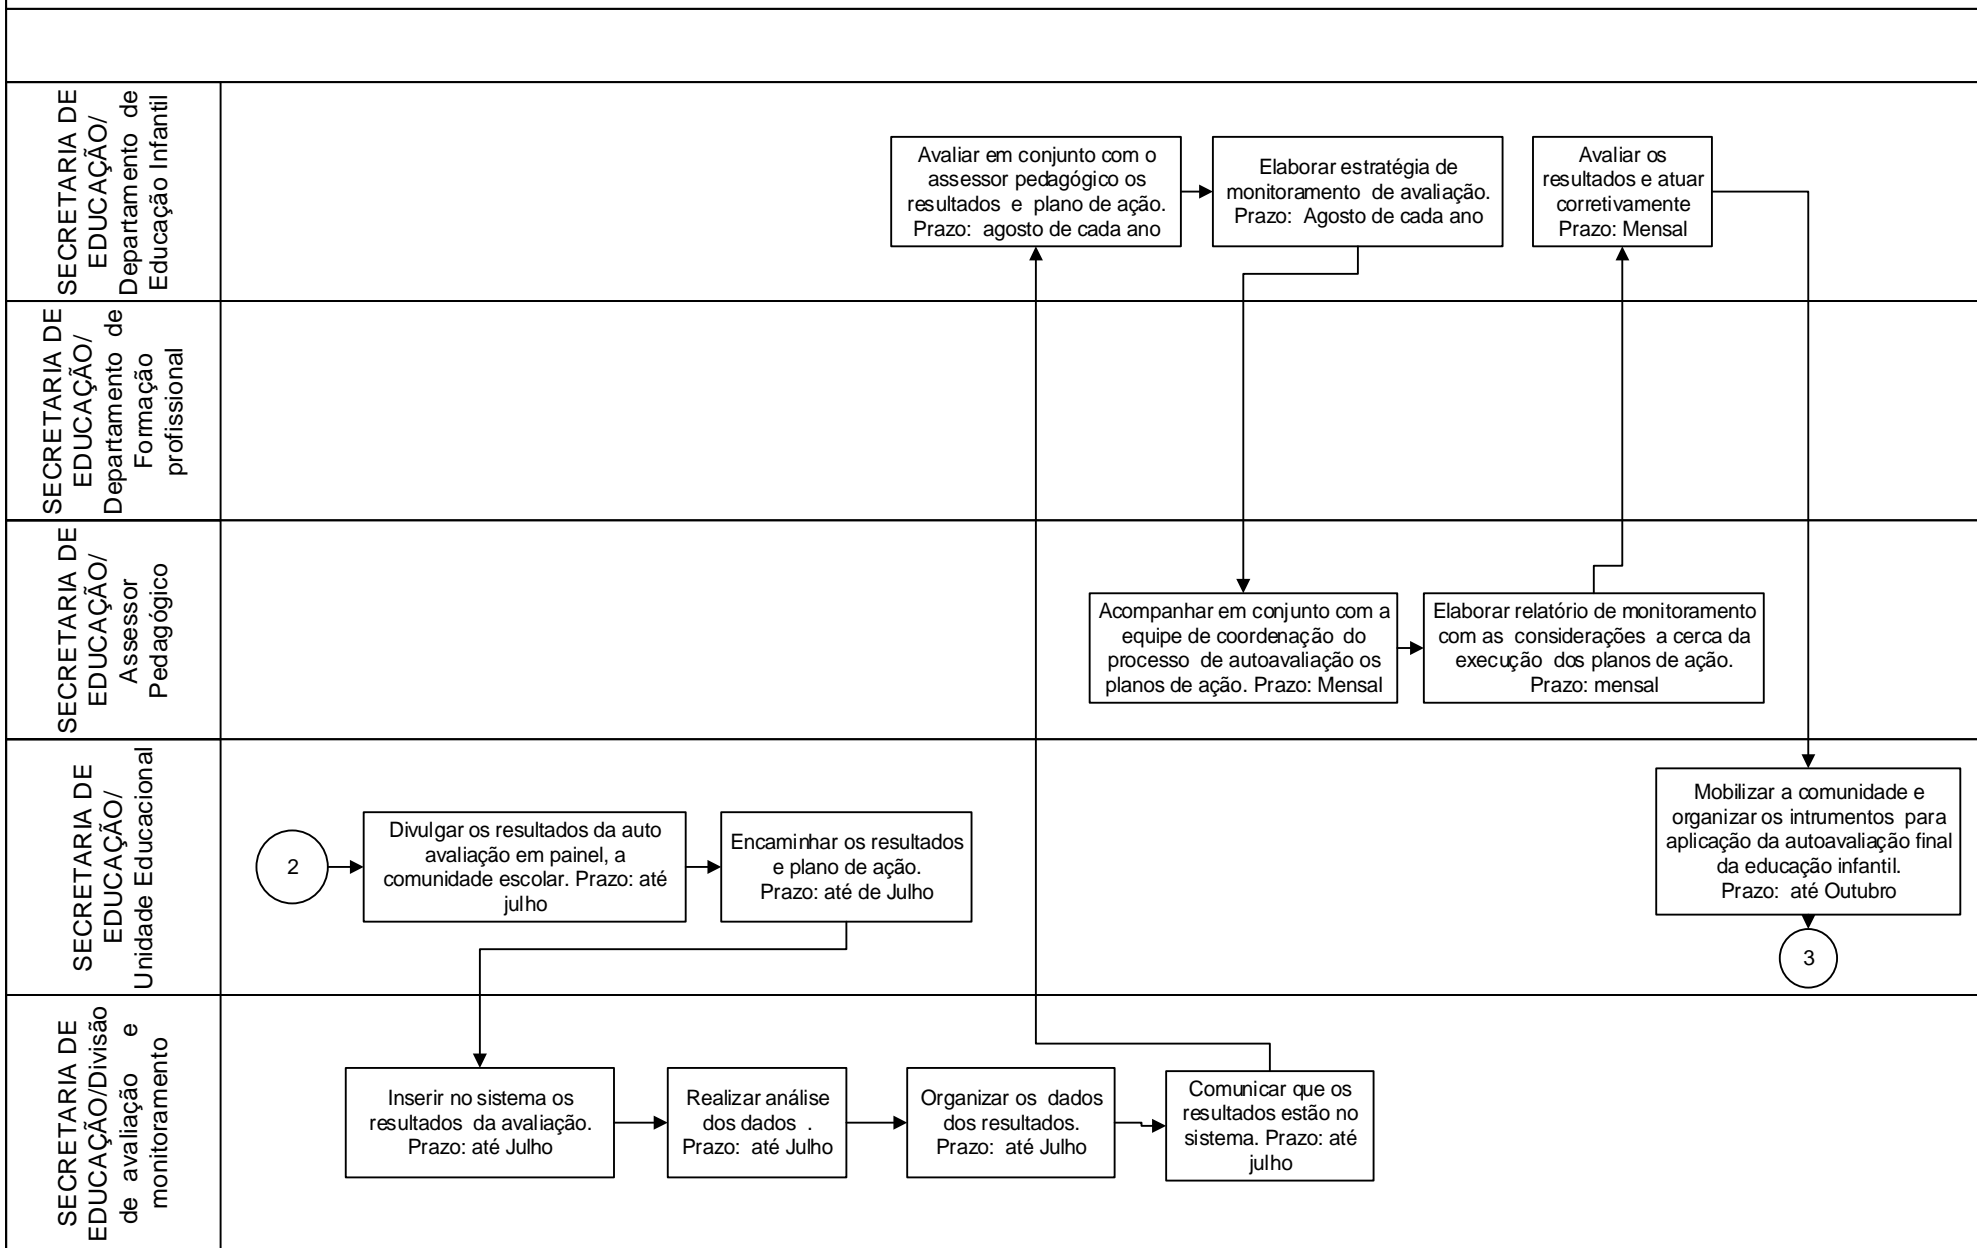 SECRETARIA DE
EDUCAÇÃO/
Departamento de
Educação Infantil
Avaliar em conjunto com o
assessor pedagógico os
resultados e plano de ação.
Prazo: agosto de cada ano
Elaborar estratégia de
monitoramento de avaliação.
Prazo: Agosto de cada ano
Avaliar os
resultados e atuar
corretivamente
Prazo: Mensal
SECRETARIA DE
EDUCAÇÃO/
Departamento de
Formação
profissional
SECRETARIA DE
EDUCAÇÃO/
Assessor
Pedagógico
Acompanhar em conjunto com a
equipe de coordenação do
processo de autoavaliação os
planos de ação. Prazo: Mensal
Elaborar relatório de monitoramento
com as considerações a cerca da
execução dos planos de ação.
Prazo: mensal
SECRETARIA DE
EDUCAÇÃO/
Unidade Educacional
2
Divulgar os resultados da auto
avaliação em painel, a
comunidade escolar. Prazo: até
julho
Encaminhar os resultados
e plano de ação.
Prazo: até de Julho
Mobilizar a comunidade e
organizar os intrumentos para
aplicação da autoavaliação final
da educação infantil.
Prazo: até Outubro
3
SECRETARIA DE
EDUCAÇÃO/Divisão
de avaliação e
monitoramento
Inserir no sistema os
resultados da avaliação.
Prazo: até Julho
Realizar análise
dos dados .
Prazo: até Julho
Organizar os dados
dos resultados.
Prazo: até Julho
Comunicar que os
resultados estão no
sistema. Prazo: até
julho